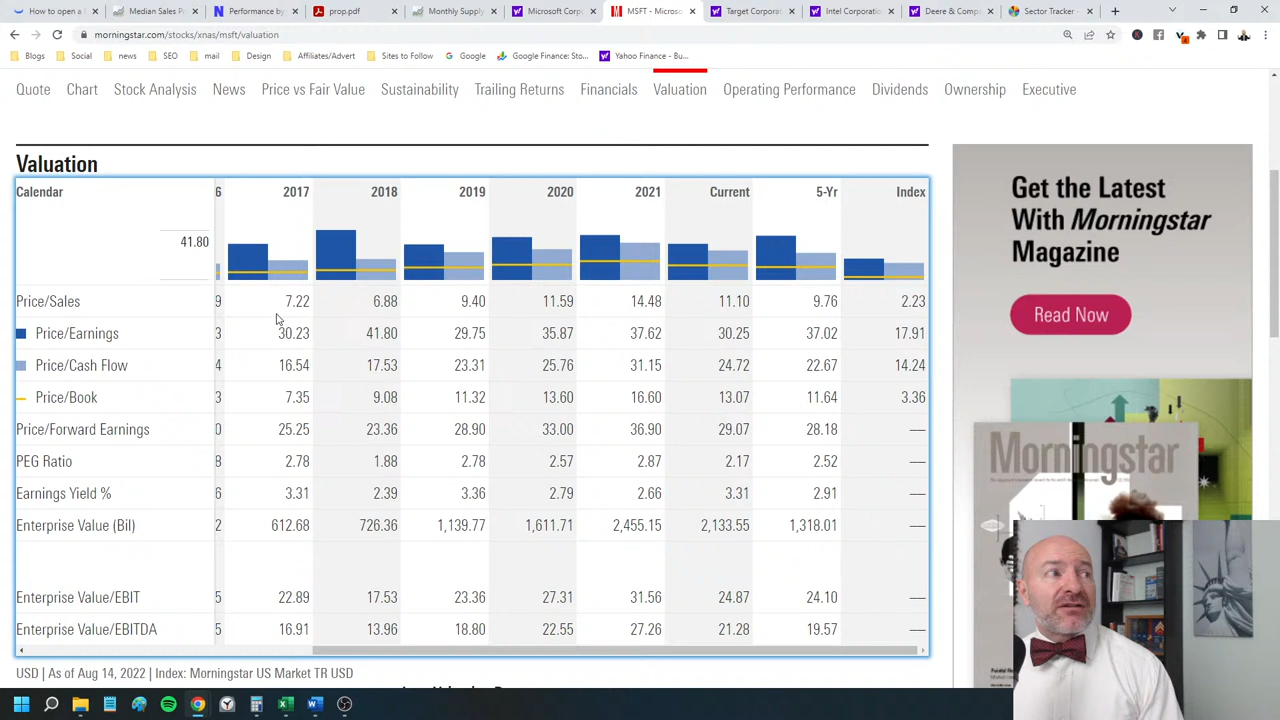 Median Sales P
Performance by
prop.pdf
Monthly Supply
Microsoft Corp
MSFT - Micros
Target Corporat
Intel Corporatio
Deere & Comp
Sector Tracker
morningstar.com/stocks/xnas/msft/valuation
Blogs Social news SEO mail Design Affiliates/Advert Sites to Follow Google Google Finance: Sto... Yahoo Finance - Bu...
Quote Chart Stock Analysis News Price vs Fair Value Sustainability Trailing Returns Financials Valuation Operating Performance Dividends Ownership Executive
Valuation
Calendar 6 2017 2018 2019 2020 2021 Current 5-Yr Index
41.80
Price/Sales 9 7.22 6.88 9.40 11.59 14.48 11.10 9.76 2.23
Price/Earnings 3 30.23 41.80 29.75 35.87 37.62 30.25 37.02 17.91
Price/Cash Flow 4 16.54 17.53 23.31 25.76 31.15 24.72 22.67 14.24
Price/Book 3 7.35 9.08 11.32 13.60 16.60 13.07 11.64 3.36
Price/Forward Earnings 0 25.25 23.36 28.90 33.00 36.90 29.07 28.18 —
PEG Ratio 8 2.78 1.88 2.78 2.57 2.87 2.17 2.52 —
Earnings Yield % 6 3.31 2.39 3.36 2.79 2.66 3.31 2.91 —
Enterprise Value (Bil) 2 612.68 726.36 1,139.77 1,611.71 2,455.15 2,133.55 1,318.01 —
Enterprise Value/EBIT 5 22.89 17.53 23.36 27.31 31.56 24.87 24.10 —
Enterprise Value/EBITDA 5 16.91 13.96 18.80 22.55 27.26 21.28 19.57 —
USD | As of Aug 14, 2022 | Index: Morningstar US Market TR USD
Get the Latest
With Morningstar
Magazine
Read Now
Morningstar